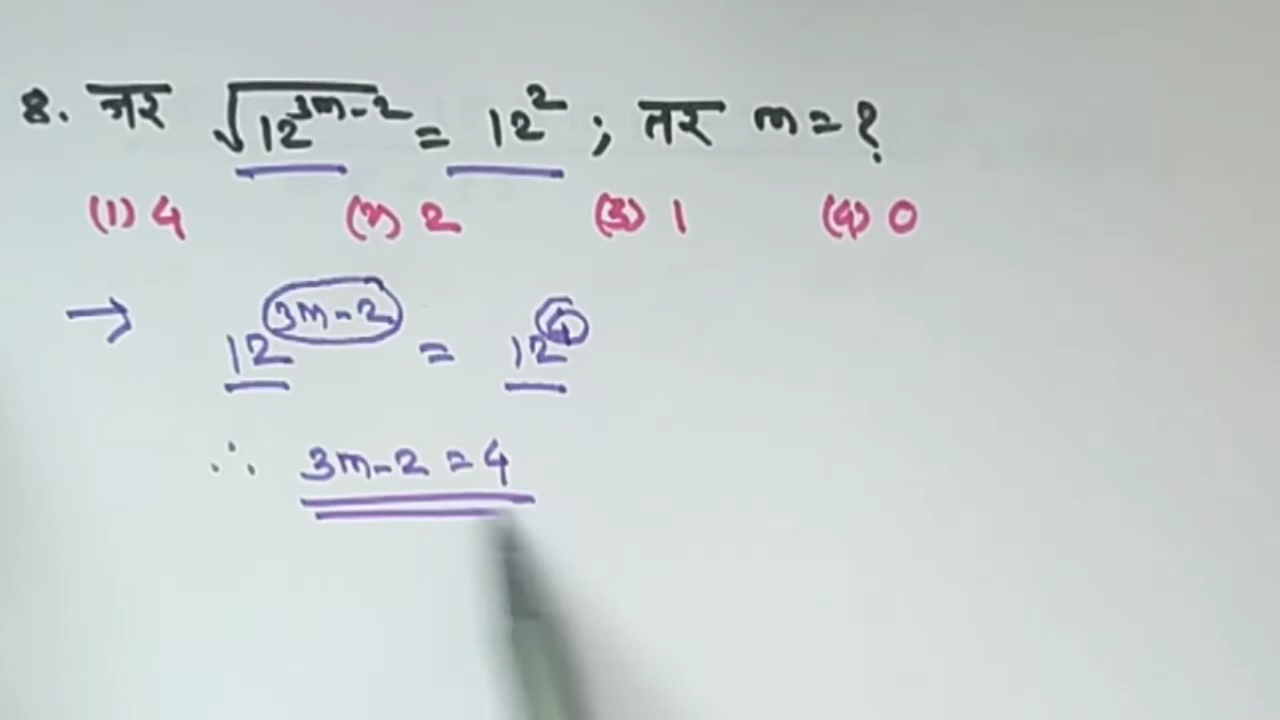 8. जर √12^3m-2 = 12^2 ; तर m = ?
(1) 4 (२) 2 (3) 1 (4) 0
→ 12^3m-2 = 12^4
∴ 3m-2 = 4